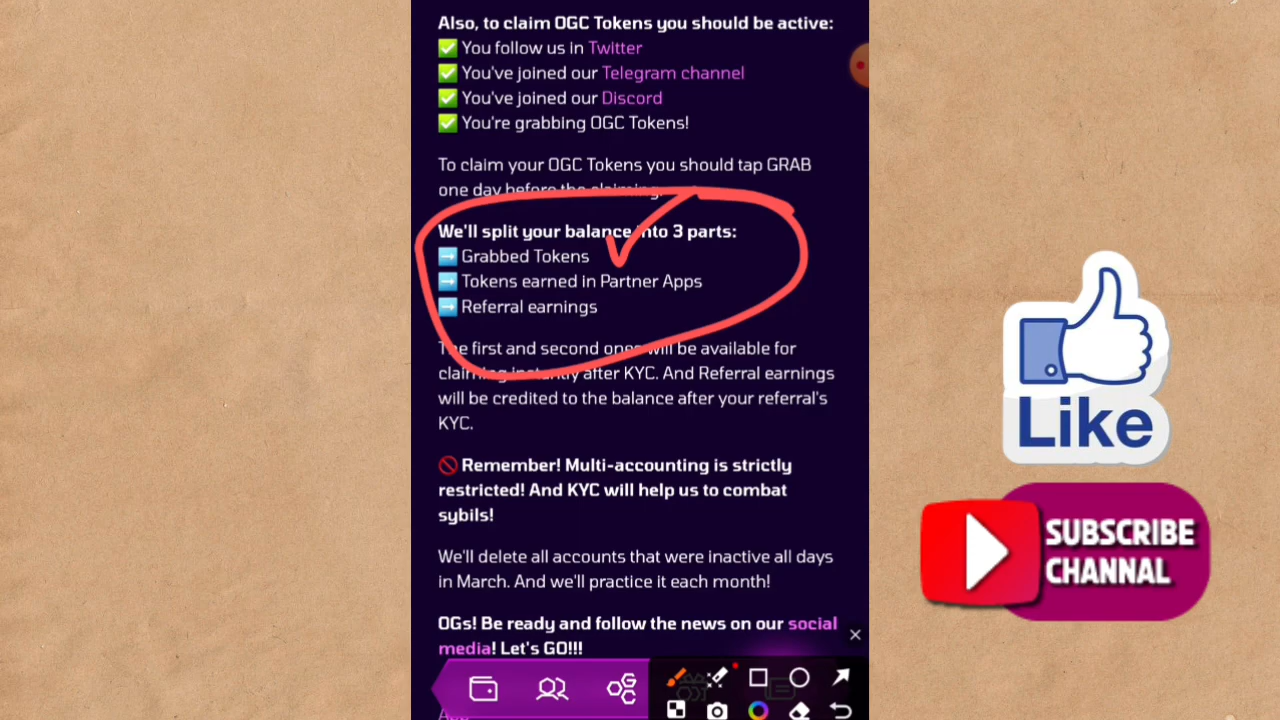 Also, to claim OGC Tokens you should be active:
✅ You follow us in Twitter
✅ You've joined our Telegram channel
✅ You've joined our Discord
✅ You're grabbing OGC Tokens!
To claim your OGC Tokens you should tap GRAB
one day before the claiming.
We'll split your balance into 3 parts:
➡️ Grabbed Tokens
➡️ Tokens earned in Partner Apps
➡️ Referral earnings
The first and second ones will be available for
claiming instantly after KYC. And Referral earnings
will be credited to the balance after your referral's
KYC.
🚫 Remember! Multi-accounting is strictly
restricted! And KYC will help us to combat
sybils!
We'll delete all accounts that were inactive all days
in March. And we'll practice it each month!
OGs! Be ready and follow the news on our social
media! Let's GO!!!
Like
SUBSCRIBE
CHANNAL